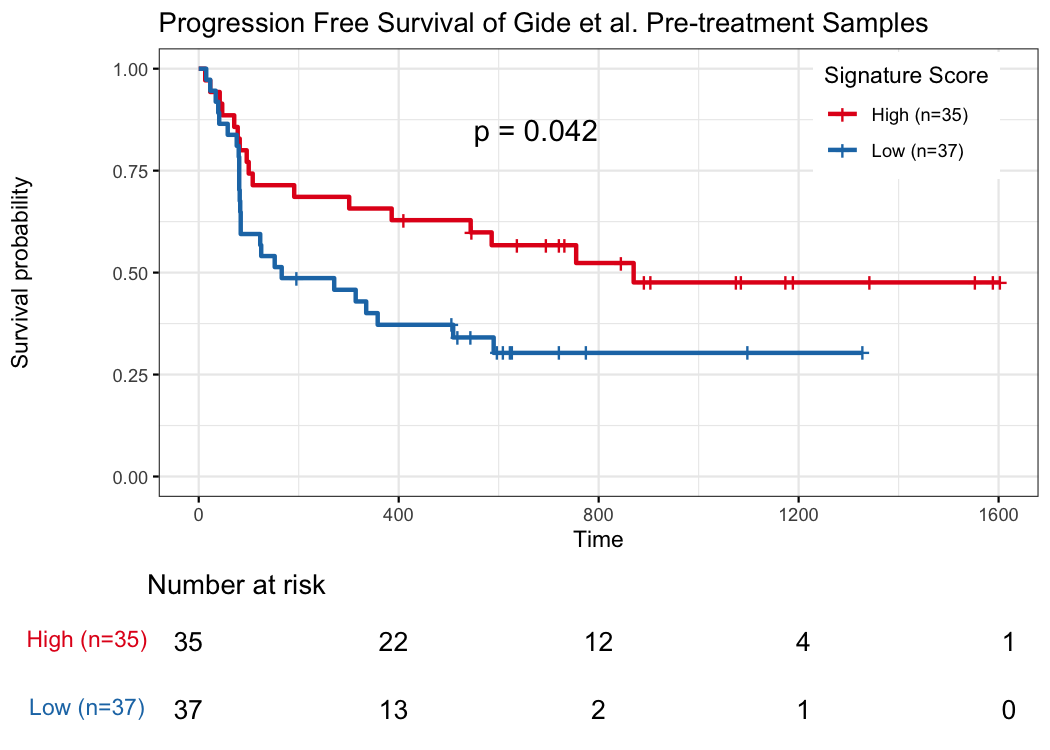 Progression Free Survival of Gide et al. Pre-treatment Samples
Signature Score
High (n=35)
Low (n=37)
p = 0.042
Survival probability
1.00
0.75
0.50
0.25
0.00
0 400 800 1200 1600
Time
Number at risk
High (n=35) 35 22 12 4 1
Low (n=37) 37 13 2 1 0